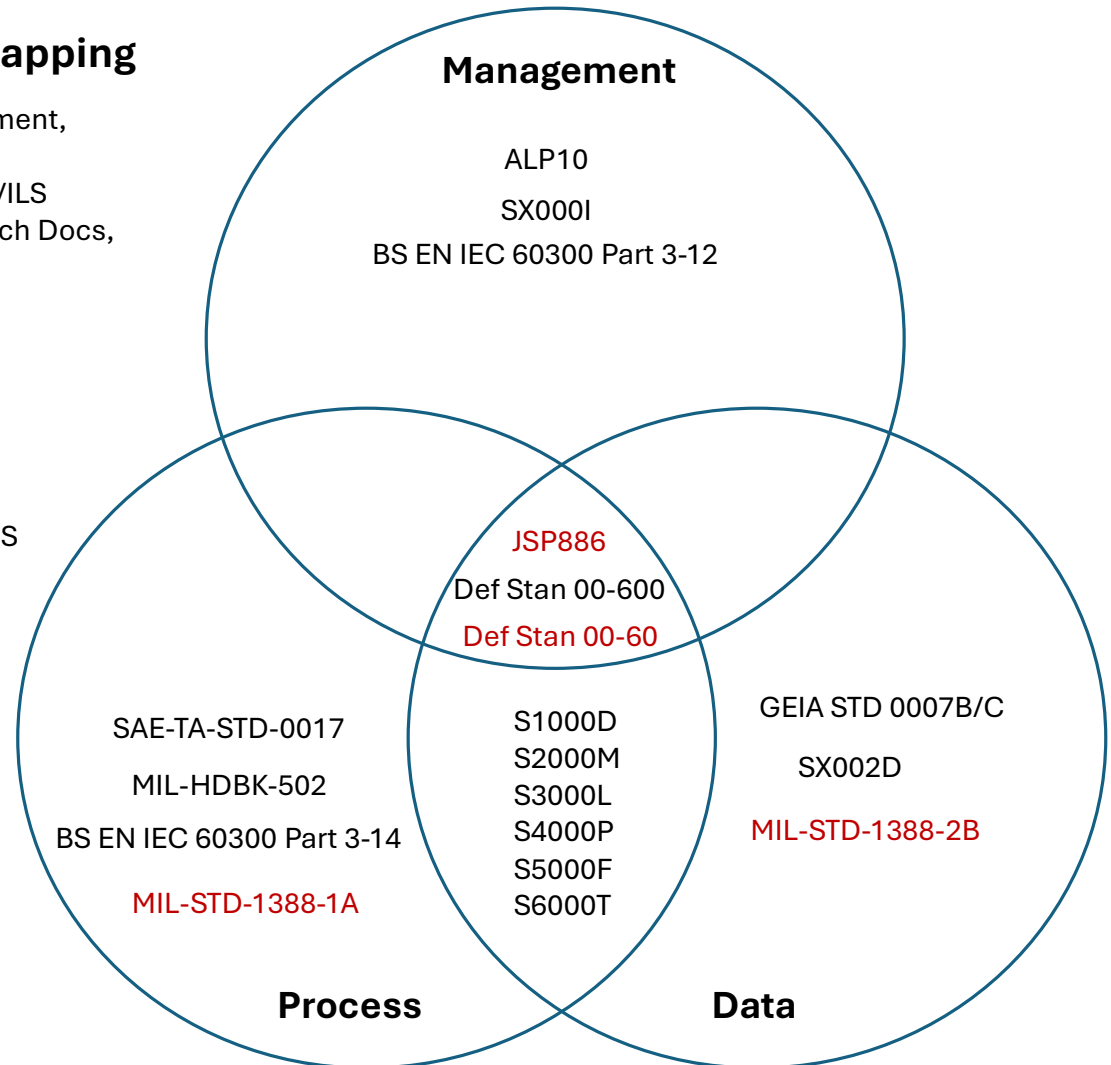 apping
ment,
/ILS
ch Docs,
S
Management
ALP10
SX000I
BS EN IEC 60300 Part 3-12
JSP886
Def Stan 00-600
Def Stan 00-60
SAE-TA-STD-0017
MIL-HDBK-502
BS EN IEC 60300 Part 3-14
MIL-STD-1388-1A
S1000D
S2000M
S3000L
S4000P
S5000F
S6000T
GEIA STD 0007B/C
SX002D
MIL-STD-1388-2B
Process
Data